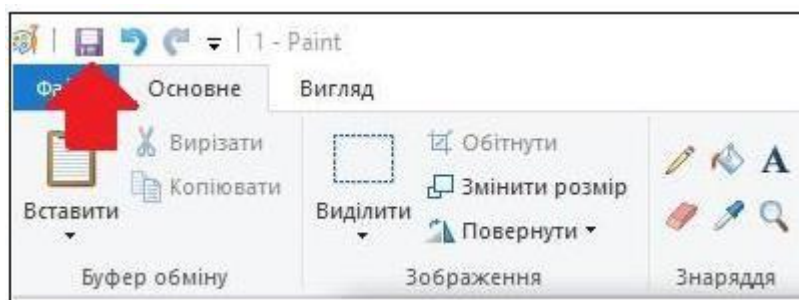 1 - Paint
Основне Вигляд
Вирізати
Копіювати
Вставити
Буфер обміну
Виділити
Обітнути
Змінити розмір
Повернути
Зображення
A
Знаряддя